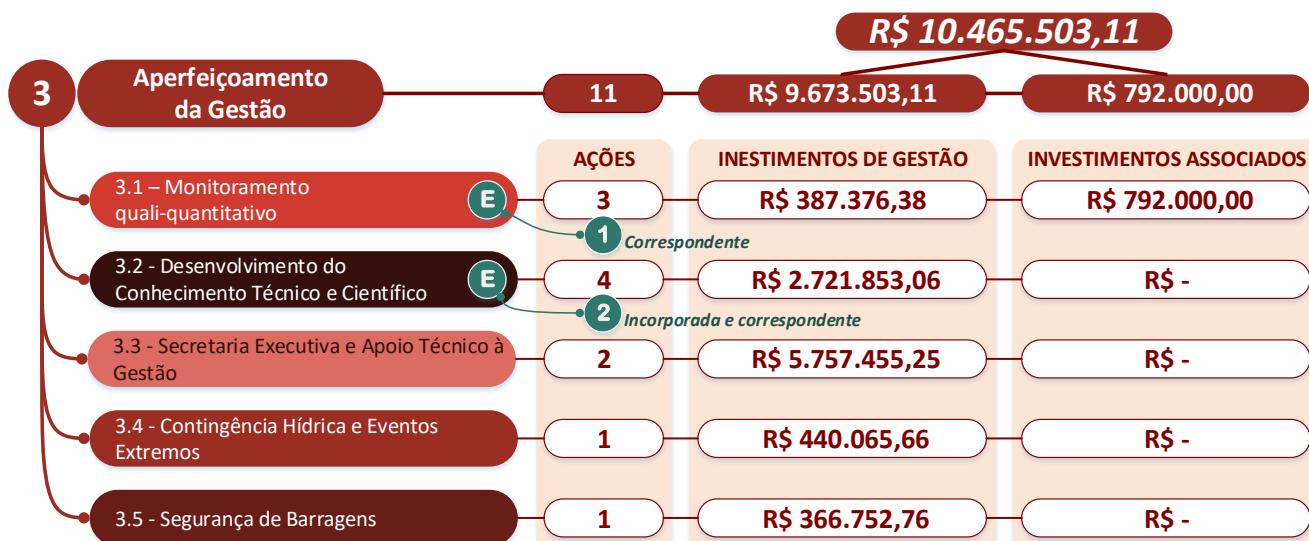 R$ 10.465.503,11
3
Aperfeiçoamento
da Gestão
11
R$ 9.673.503,11
R$ 792.000,00
AÇÕES
INESTIMENTOS DE GESTÃO
INVESTIMENTOS ASSOCIADOS
3.1 – Monitoramento
quali-quantitativo
E
3
R$ 387.376,38
R$ 792.000,00
1 Correspondente
3.2 - Desenvolvimento do
Conhecimento Técnico e Científico
E
4
R$ 2.721.853,06
R$ -
2 Incorporada e correspondente
3.3 - Secretaria Executiva e Apoio Técnico à
Gestão
2
R$ 5.757.455,25
R$ -
3.4 - Contingência Hídrica e Eventos
Extremos
1
R$ 440.065,66
R$ -
3.5 - Segurança de Barragens
1
R$ 366.752,76
R$ -